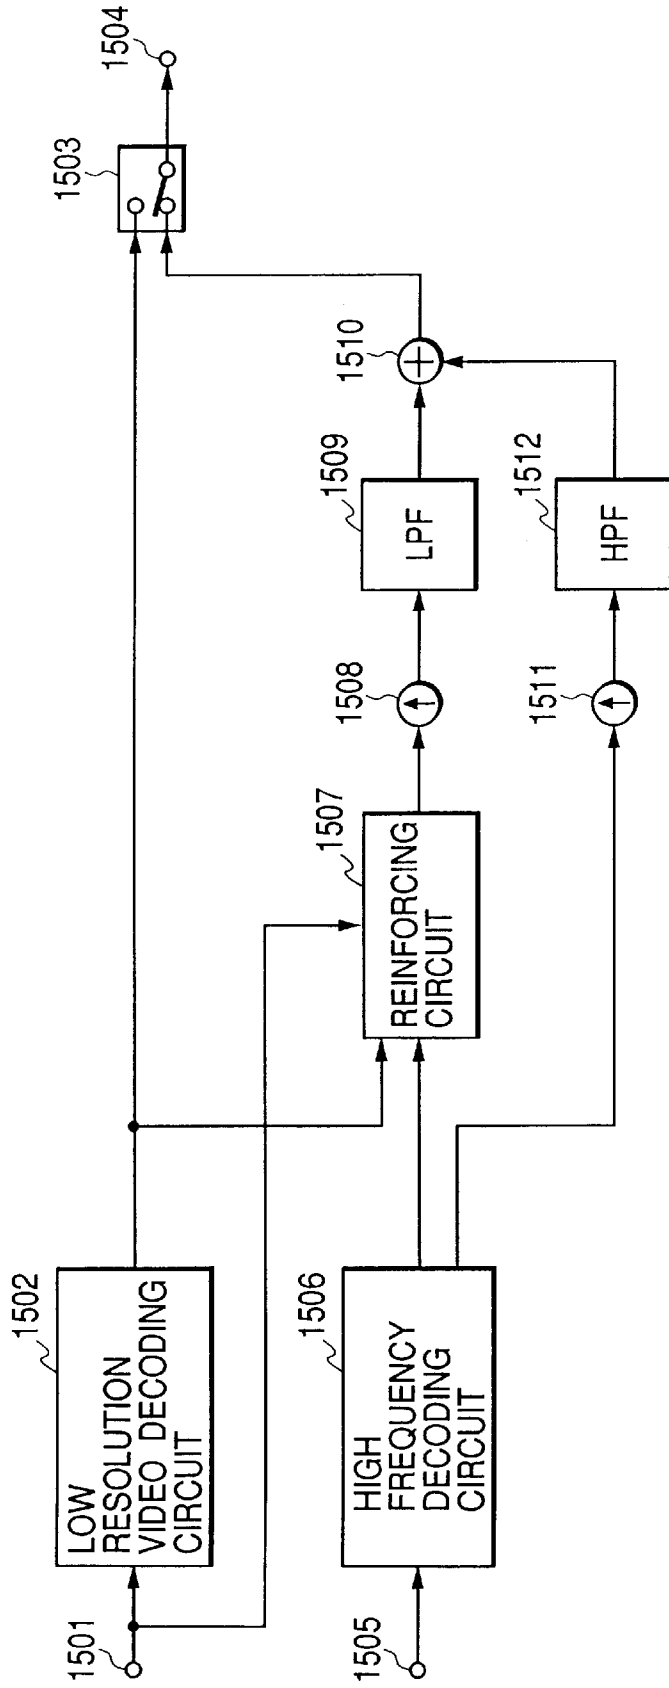 1501
1502
LOW
RESOLUTION
VIDEO DECODING
CIRCUIT
1503
1504
1505
1506
HIGH
FREQUENCY
DECODING
CIRCUIT
1507
REINFORCING
CIRCUIT
1508
1509
LPF
1510
1511
1512
HPF